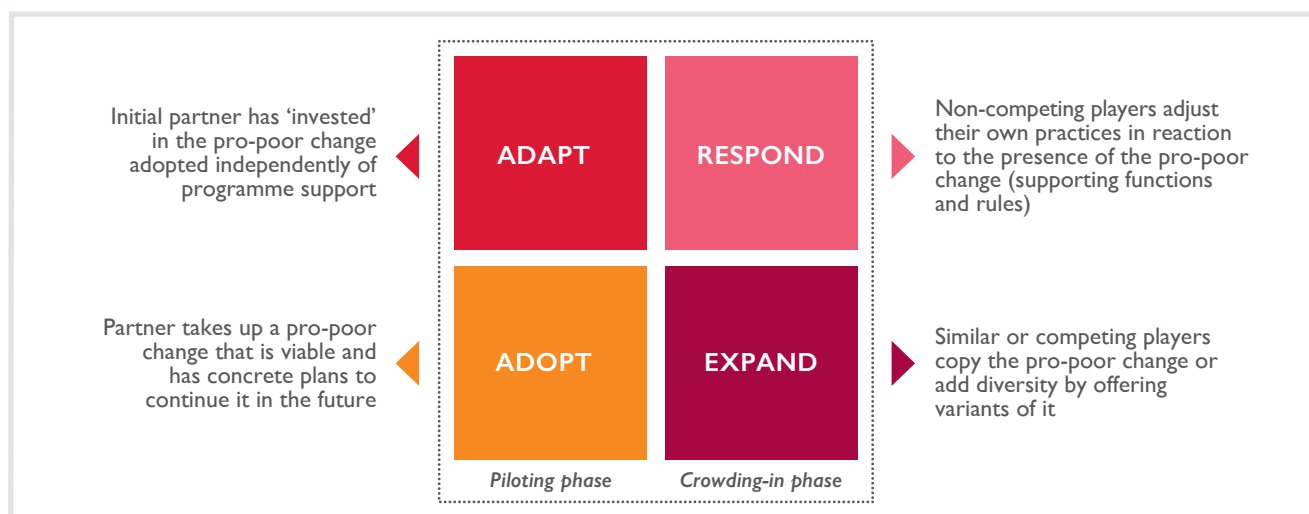 Initial partner has ‘invested’
in the pro-poor change
adopted independently of
programme support
ADAPT
RESPOND
Non-competing players adjust
their own practices in reaction
to the presence of the pro-poor
change (supporting functions
and rules)
Partner takes up a pro-poor
change that is viable and
has concrete plans to
continue it in the future
ADOPT
EXPAND
Similar or competing players
copy the pro-poor change or
add diversity by offering
variants of it
Piloting phase
Crowding-in phase